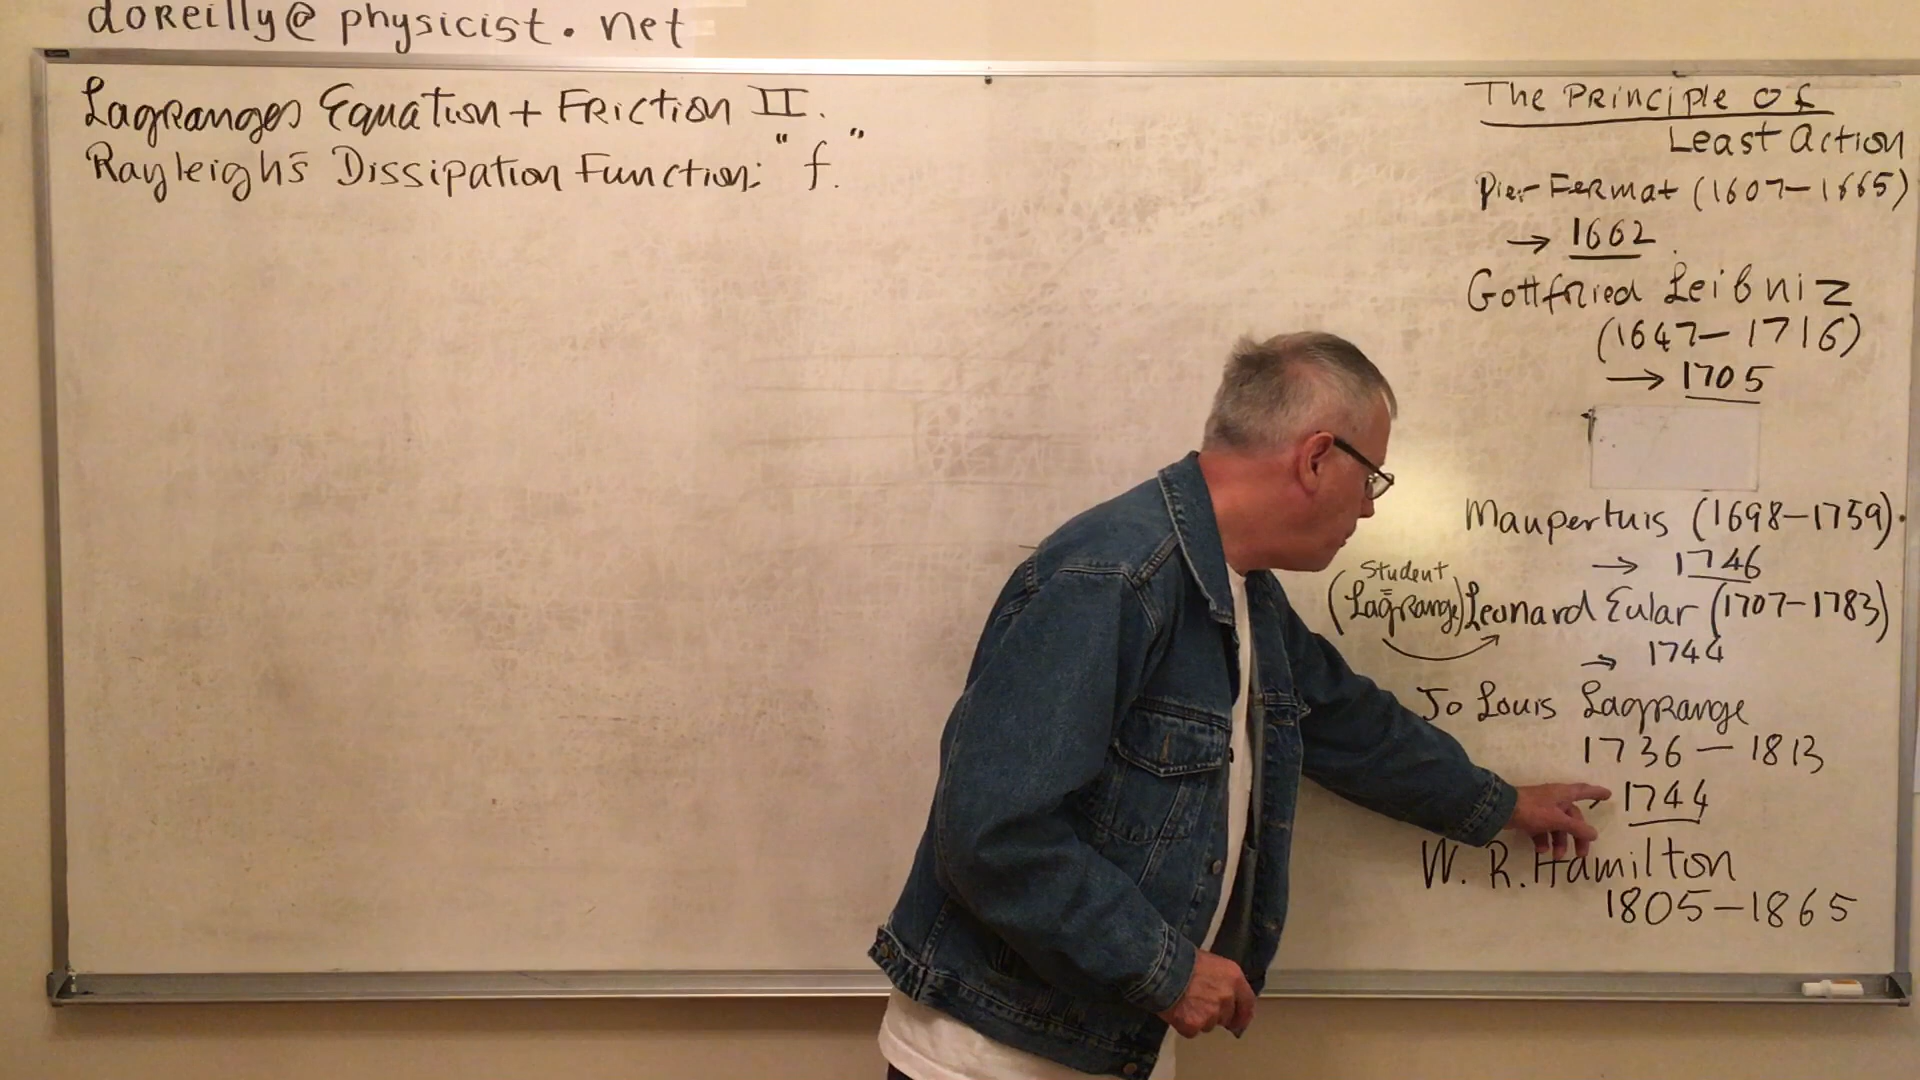 doReilly@physicist.net
Lagranges Equation + Friction II.
Rayleigh's Dissipation Function: "f."
The Principle of
Least Action
Pier Fermat (1607-1665)
→ 1662.
Gottfried Leibniz
(1647-1716)
→ 1705
Maupertuis (1698-1759).
→ 1746
Student
(Lagrange) Leonard Eular (1707-1783)
→ 1744
Jo Louis Lagrange
1736-1813
→ 1744
W. R. Hamilton
1805-1865